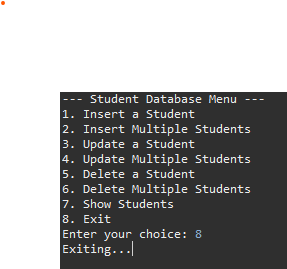 --- Student Database Menu ---
1. Insert a Student
2. Insert Multiple Students
3. Update a Student
4. Update Multiple Students
5. Delete a Student
6. Delete Multiple Students
7. Show Students
8. Exit
Enter your choice: 8
Exiting...